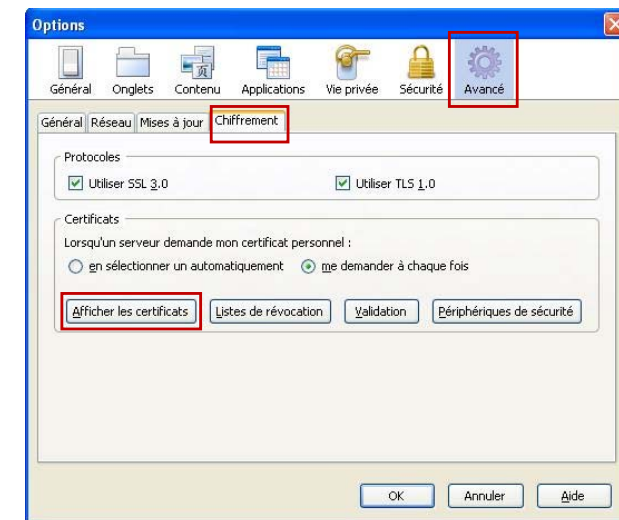 Options
Général Onglets Contenu Applications Vie privée Sécurité Avancé
Général Réseau Mises à jour Chiffrement
Protocoles
Utiliser SSL 3.0 Utiliser TLS 1.0
Certificats
Lorsqu'un serveur demande mon certificat personnel :
en sélectionner un automatiquement me demander à chaque fois
Afficher les certificats Listes de révocation Validation Périphériques de sécurité
OK Annuler Aide